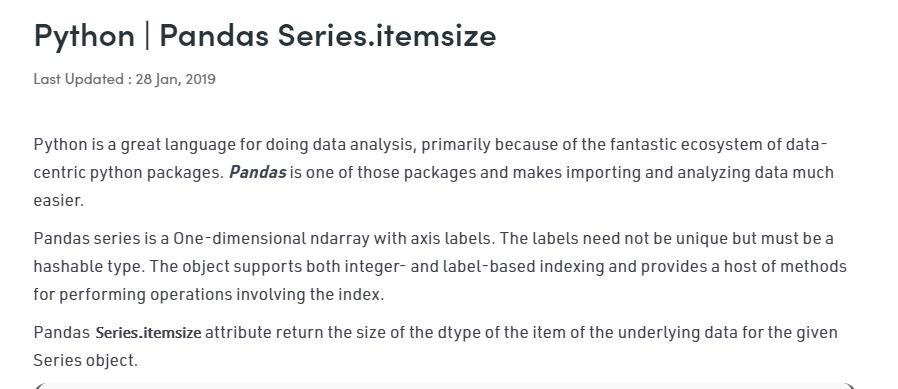 Python | Pandas Series.itemsize
Last Updated : 28 Jan, 2019
Python is a great language for doing data analysis, primarily because of the fantastic ecosystem of data-
centric python packages. Pandas is one of those packages and makes importing and analyzing data much
easier.
Pandas series is a One-dimensional ndarray with axis labels. The labels need not be unique but must be a
hashable type. The object supports both integer- and label-based indexing and provides a host of methods
for performing operations involving the index.
Pandas Series.itemsize attribute return the size of the dtype of the item of the underlying data for the given
Series object.